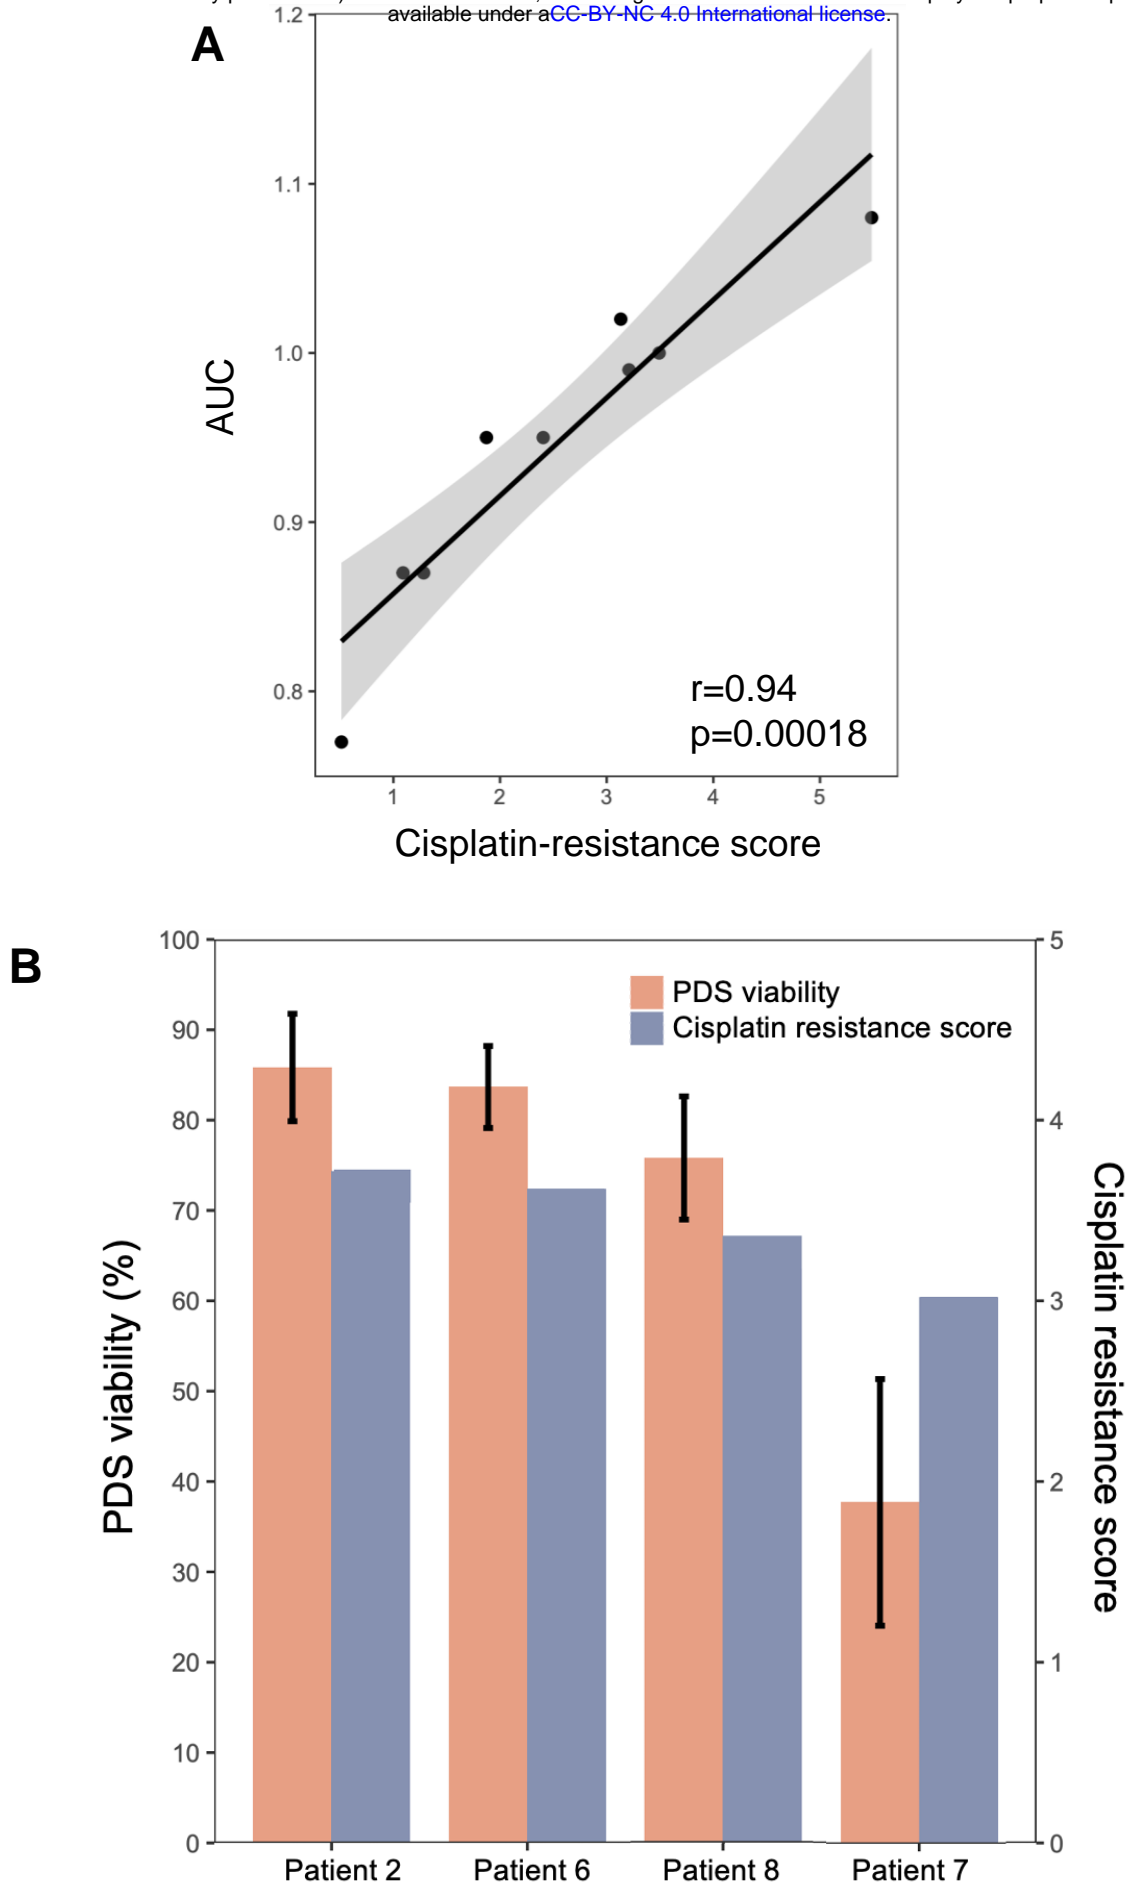 available under aCC-BY-NC 4.0 International license.
A
1.2
1.1
1.0
0.9
0.8
AUC
r=0.94
p=0.00018
1 2 3 4 5
Cisplatin-resistance score
B
100
90
80
70
60
50
40
30
20
10
0
PDS viability (%)
PDS viability
Cisplatin resistance score
5
4
3
2
1
0
Cisplatin resistance score
Patient 2 Patient 6 Patient 8 Patient 7